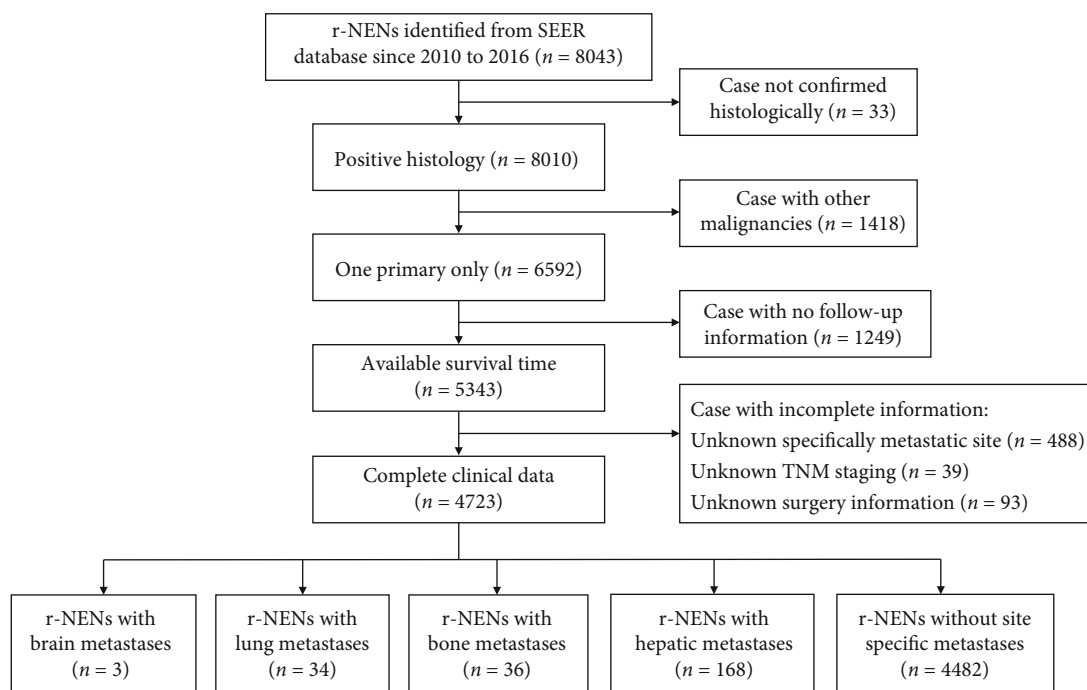 r-NENs identified from SEER
database since 2010 to 2016 (n = 8043)
Case not confirmed
histologically (n = 33)
Positive histology (n = 8010)
Case with other
malignancies (n = 1418)
One primary only (n = 6592)
Case with no follow-up
information (n = 1249)
Available survival time
(n = 5343)
Case with incomplete information:
Unknown specifically metastatic site (n = 488)
Unknown TNM staging (n = 39)
Unknown surgery information (n = 93)
Complete clinical data
(n = 4723)
r-NENs with
brain metastases
(n = 3)
r-NENs with
lung metastases
(n = 34)
r-NENs with
bone metastases
(n = 36)
r-NENs with
hepatic metastases
(n = 168)
r-NENs without site
specific metastases
(n = 4482)